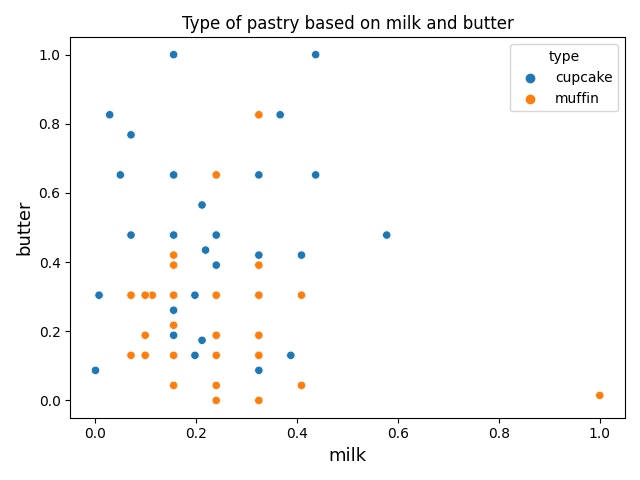 Type of pastry based on milk and butter
type
cupcake
muffin
1.0
0.8
0.6
0.4
0.2
0.0
butter
0.0 0.2 0.4 0.6 0.8 1.0
milk